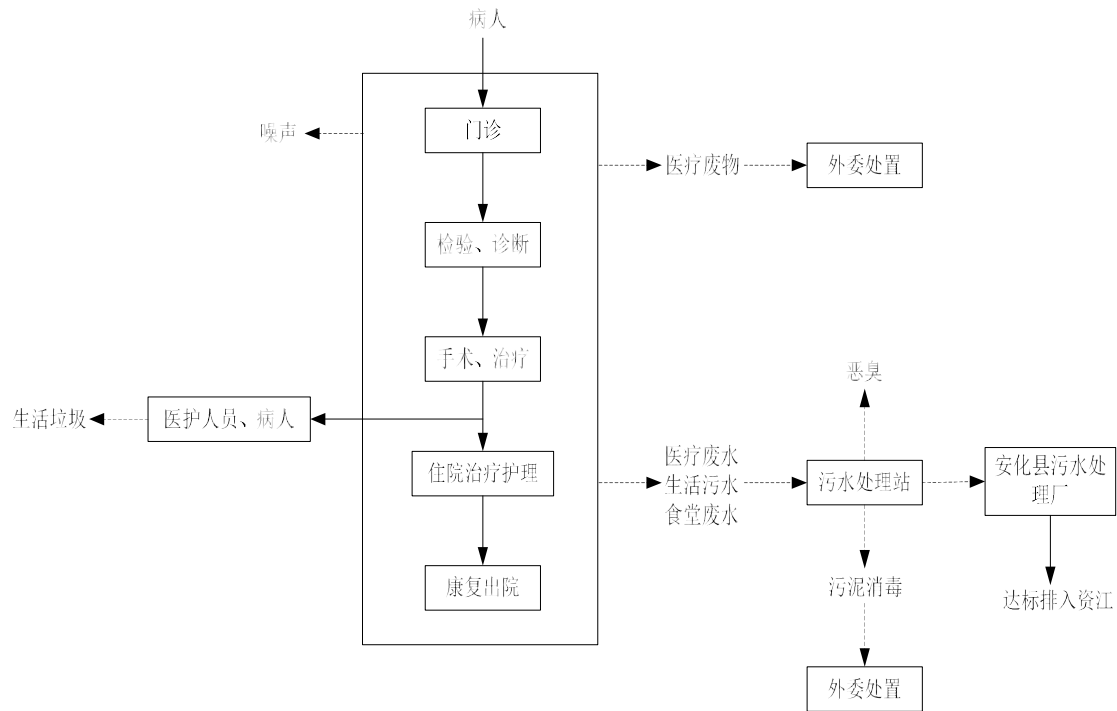 病人
门诊
噪声
医疗废物
外委处置
检验、诊断
手术、治疗
恶臭
生活垃圾
医护人员、病人
住院治疗护理
医疗废水
生活污水
食堂废水
污水处理站
安化县污水处
理厂
康复出院
污泥消毒
达标排入资江
外委处置